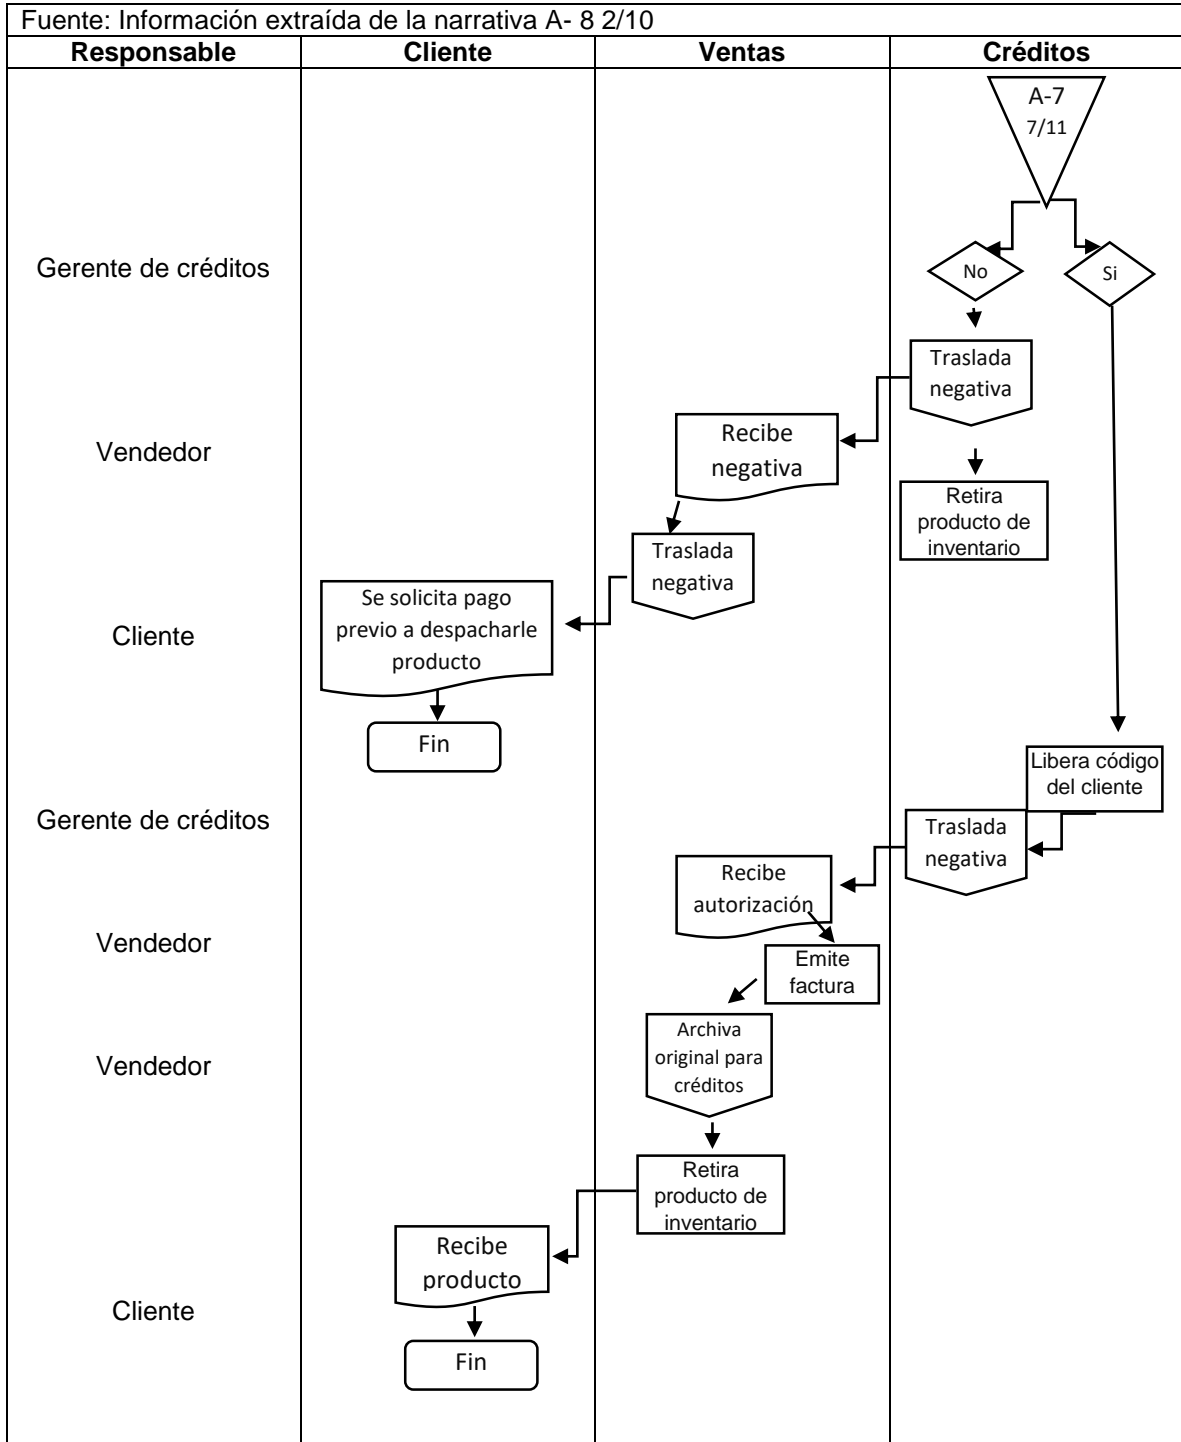 Fuente: Información extraída de la narrativa A- 8 2/10
Responsable
Cliente
Ventas
Créditos
A-7
7/11
Gerente de créditos
No
Si
Traslada
negativa
Vendedor
Recibe
negativa
Retira
producto de
inventario
Traslada
negativa
Cliente
Se solicita pago
previo a despacharle
producto
Fin
Libera código
del cliente
Gerente de créditos
Traslada
negativa
Recibe
autorización
Vendedor
Emite
factura
Archiva
original para
créditos
Vendedor
Retira
producto de
inventario
Recibe
producto
Cliente
Fin